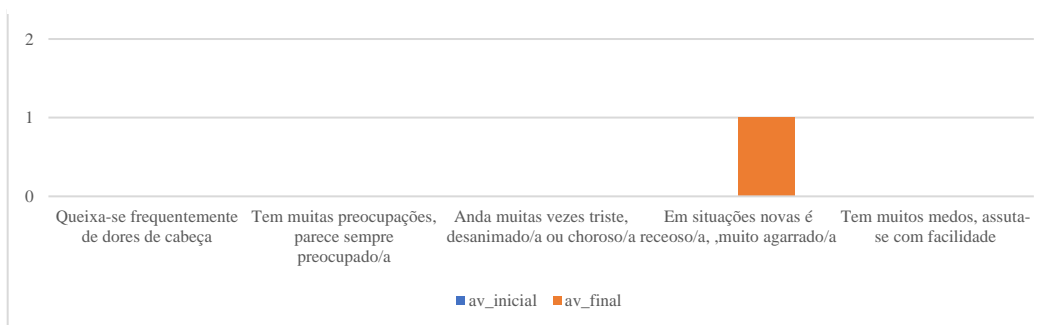 2
1
0
Queixa-se frequentemente
de dores de cabeça
Tem muitas preocupações,
parece sempre
preocupado/a
Anda muitas vezes triste,
desanimado/a ou choroso/a
Em situações novas é
receoso/a, ,muito agarrado/a
Tem muitos medos, assuta-
se com facilidade
av_inicial av_final